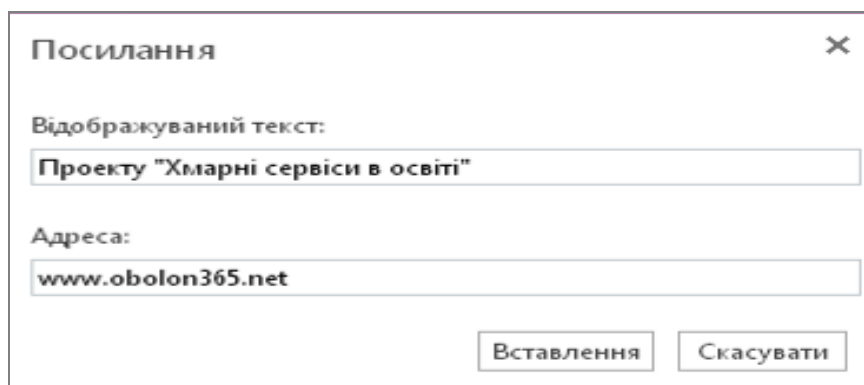 Посилання
Відображуваний текст:
Проекту "Хмарні сервіси в освіті"
Адреса:
www.obolon365.net
Вставлення Скасувати